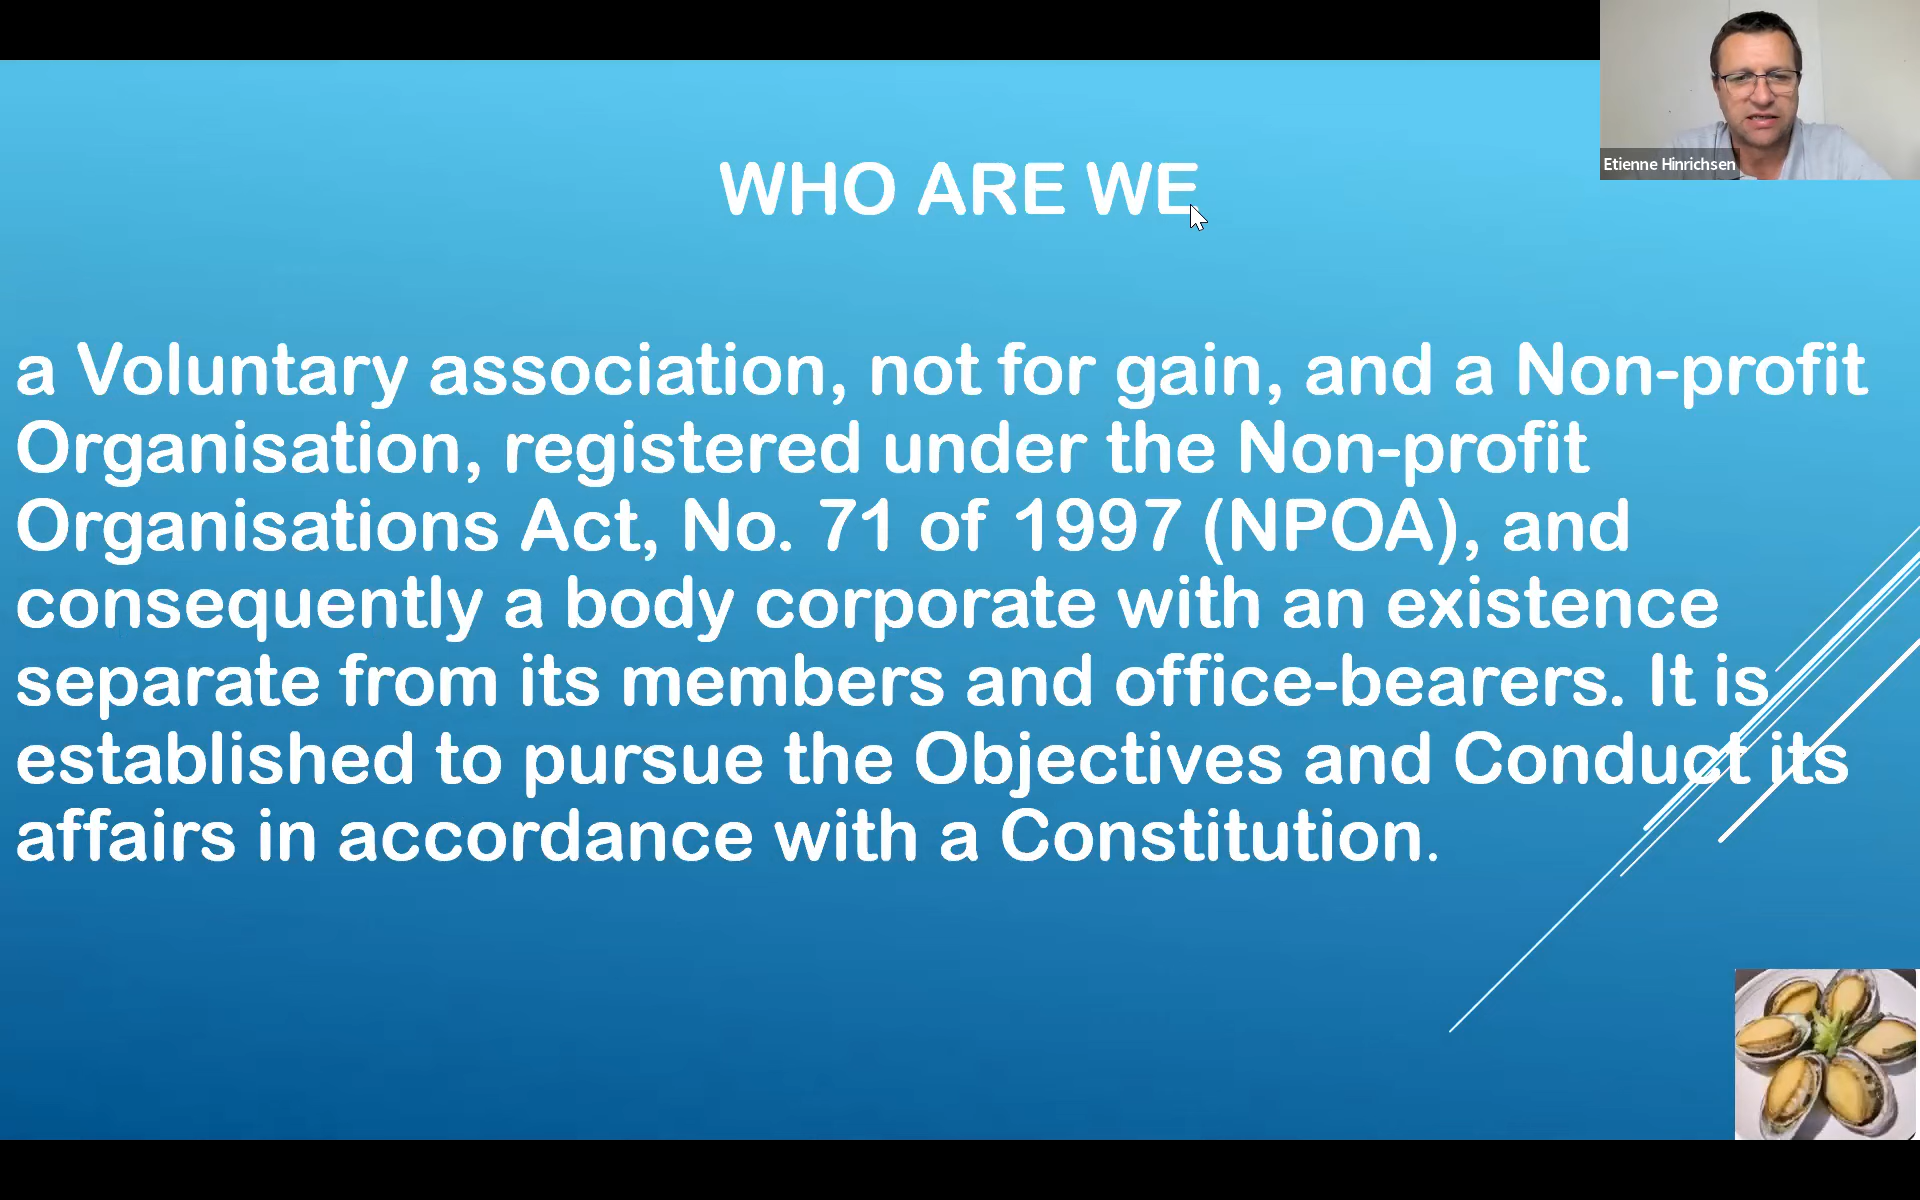 Etienne Hinrichsen
WHO ARE WE
a Voluntary association, not for gain, and a Non-profit
Organisation, registered under the Non-profit
Organisations Act, No. 71 of 1997 (NPOA), and
consequently a body corporate with an existence
separate from its members and office-bearers. It is
established to pursue the Objectives and Conduct its
affairs in accordance with a Constitution.